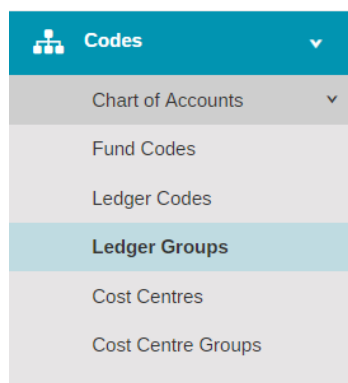 Codes
Chart of Accounts
Fund Codes
Ledger Codes
Ledger Groups
Cost Centres
Cost Centre Groups